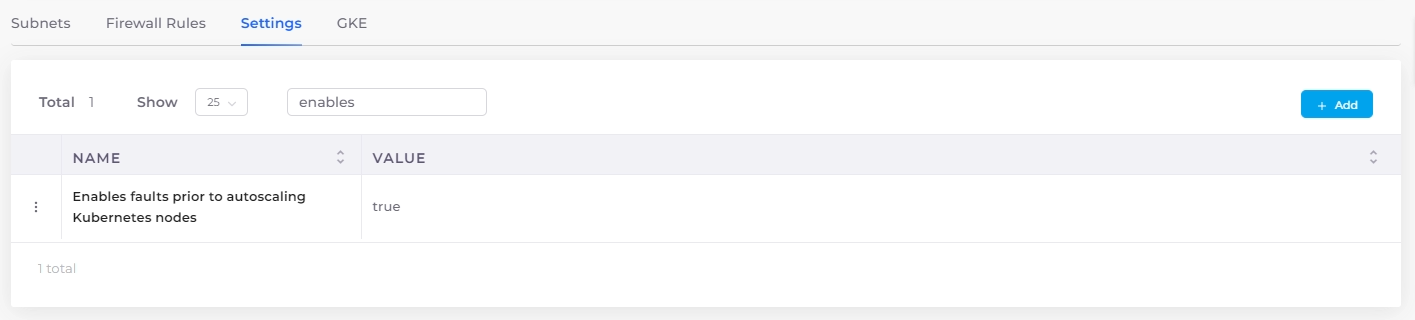 Subnets Firewall Rules Settings GKE
Total 1 Show 25 enables + Add
NAME VALUE
Enables faults prior to autoscaling
Kubernetes nodes
true
1 total